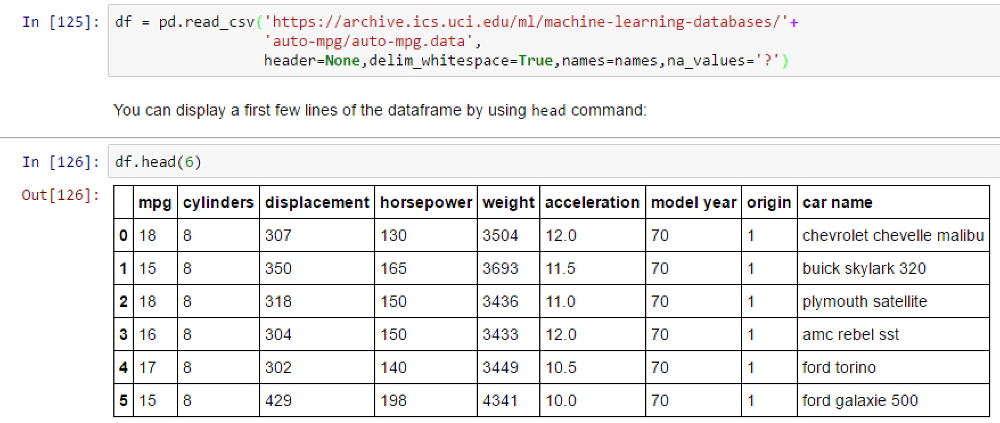 In [125]: df = pd.read_csv('https://archive.ics.uci.edu/ml/machine-learning-databases/'+
'auto-mpg/auto-mpg.data',
header=None,delim_whitespace=True,names=names,na_values='?')
You can display a first few lines of the dataframe by using head command:
In [126]: df.head(6)
Out[126]:
mpg cylinders displacement horsepower weight acceleration model year origin car name
0 18 8 307 130 3504 12.0 70 1 chevrolet chevelle malibu
1 15 8 350 165 3693 11.5 70 1 buick skylark 320
2 18 8 318 150 3436 11.0 70 1 plymouth satellite
3 16 8 304 150 3433 12.0 70 1 amc rebel sst
4 17 8 302 140 3449 10.5 70 1 ford torino
5 15 8 429 198 4341 10.0 70 1 ford galaxie 500